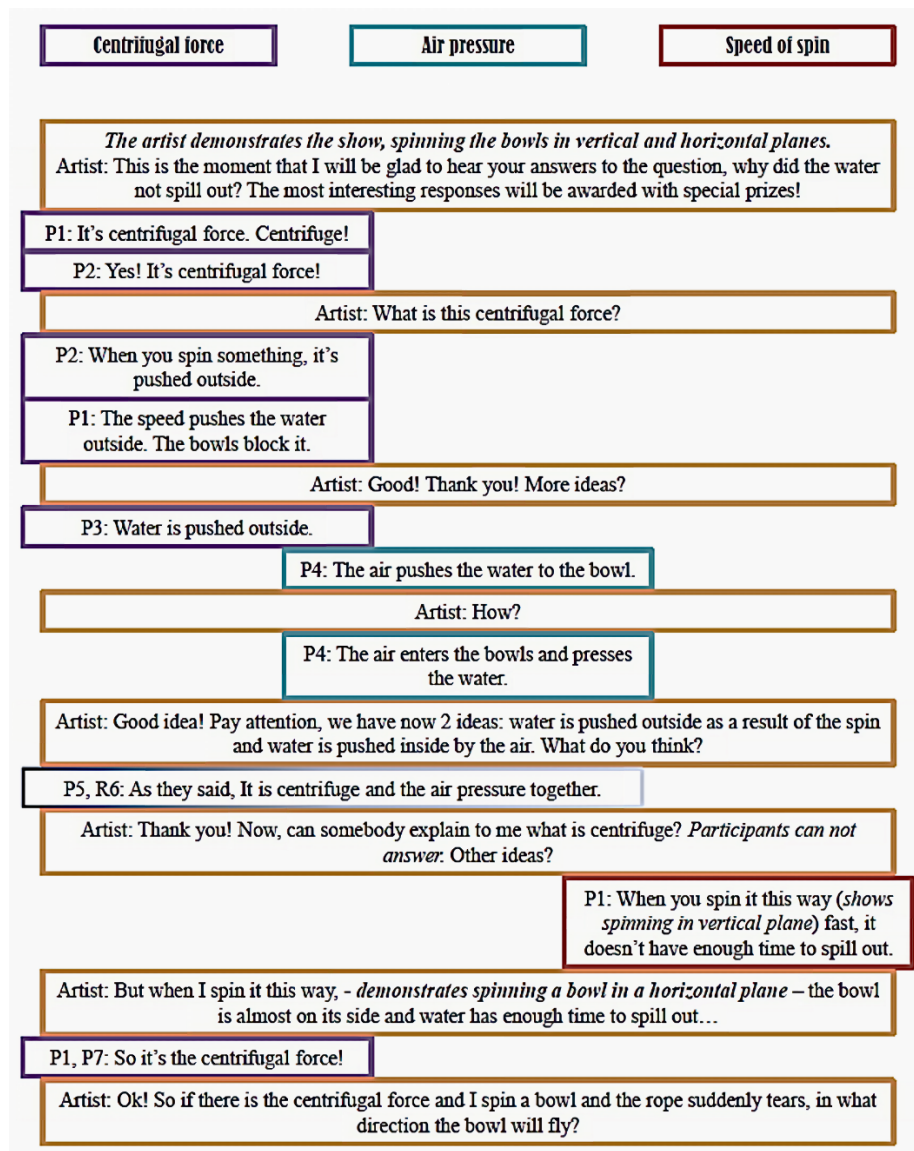 Centrifugal force
Air pressure
Speed of spin
The artist demonstrates the show, spinning the bowls in vertical and horizontal planes.
Artist: This is the moment that I will be glad to hear your answers to the question, why did the water
not spill out? The most interesting responses will be awarded with special prizes!
P1: It's centrifugal force. Centrifuge!
P2: Yes! It's centrifugal force!
Artist: What is this centrifugal force?
P2: When you spin something, it's
pushed outside.
P1: The speed pushes the water
outside. The bowls block it.
Artist: Good! Thank you! More ideas?
P3: Water is pushed outside.
P4: The air pushes the water to the bowl.
Artist: How?
P4: The air enters the bowls and presses
the water.
Artist: Good idea! Pay attention, we have now 2 ideas: water is pushed outside as a result of the spin
and water is pushed inside by the air. What do you think?
P5, R6: As they said, It is centrifuge and the air pressure together.
Artist: Thank you! Now, can somebody explain to me what is centrifuge? Participants can not
answer. Other ideas?
P1: When you spin it this way (shows
spinning in vertical plane) fast, it
doesn't have enough time to spill out.
Artist: But when I spin it this way, - demonstrates spinning a bowl in a horizontal plane – the bowl
is almost on its side and water has enough time to spill out…
P1, P7: So it's the centrifugal force!
Artist: Ok! So if there is the centrifugal force and I spin a bowl and the rope suddenly tears, in what
direction the bowl will fly?